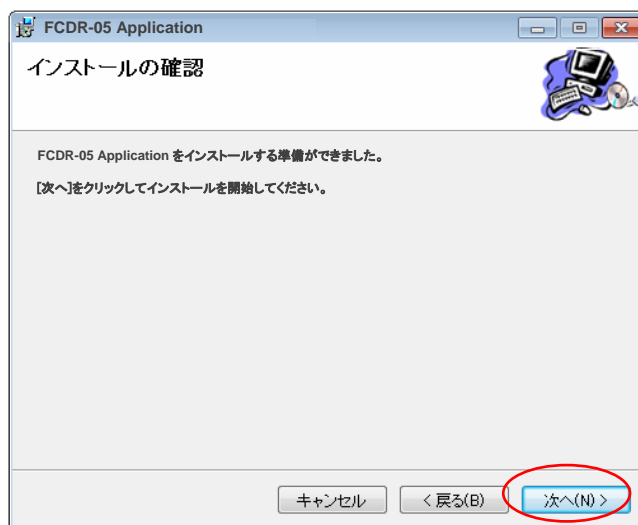 FCDR-05 Application
インストールの確認
FCDR-05 Application をインストールする準備ができました。
[次へ]をクリックしてインストールを開始してください。
キャンセル
< 戻る(B)
次へ(N) >